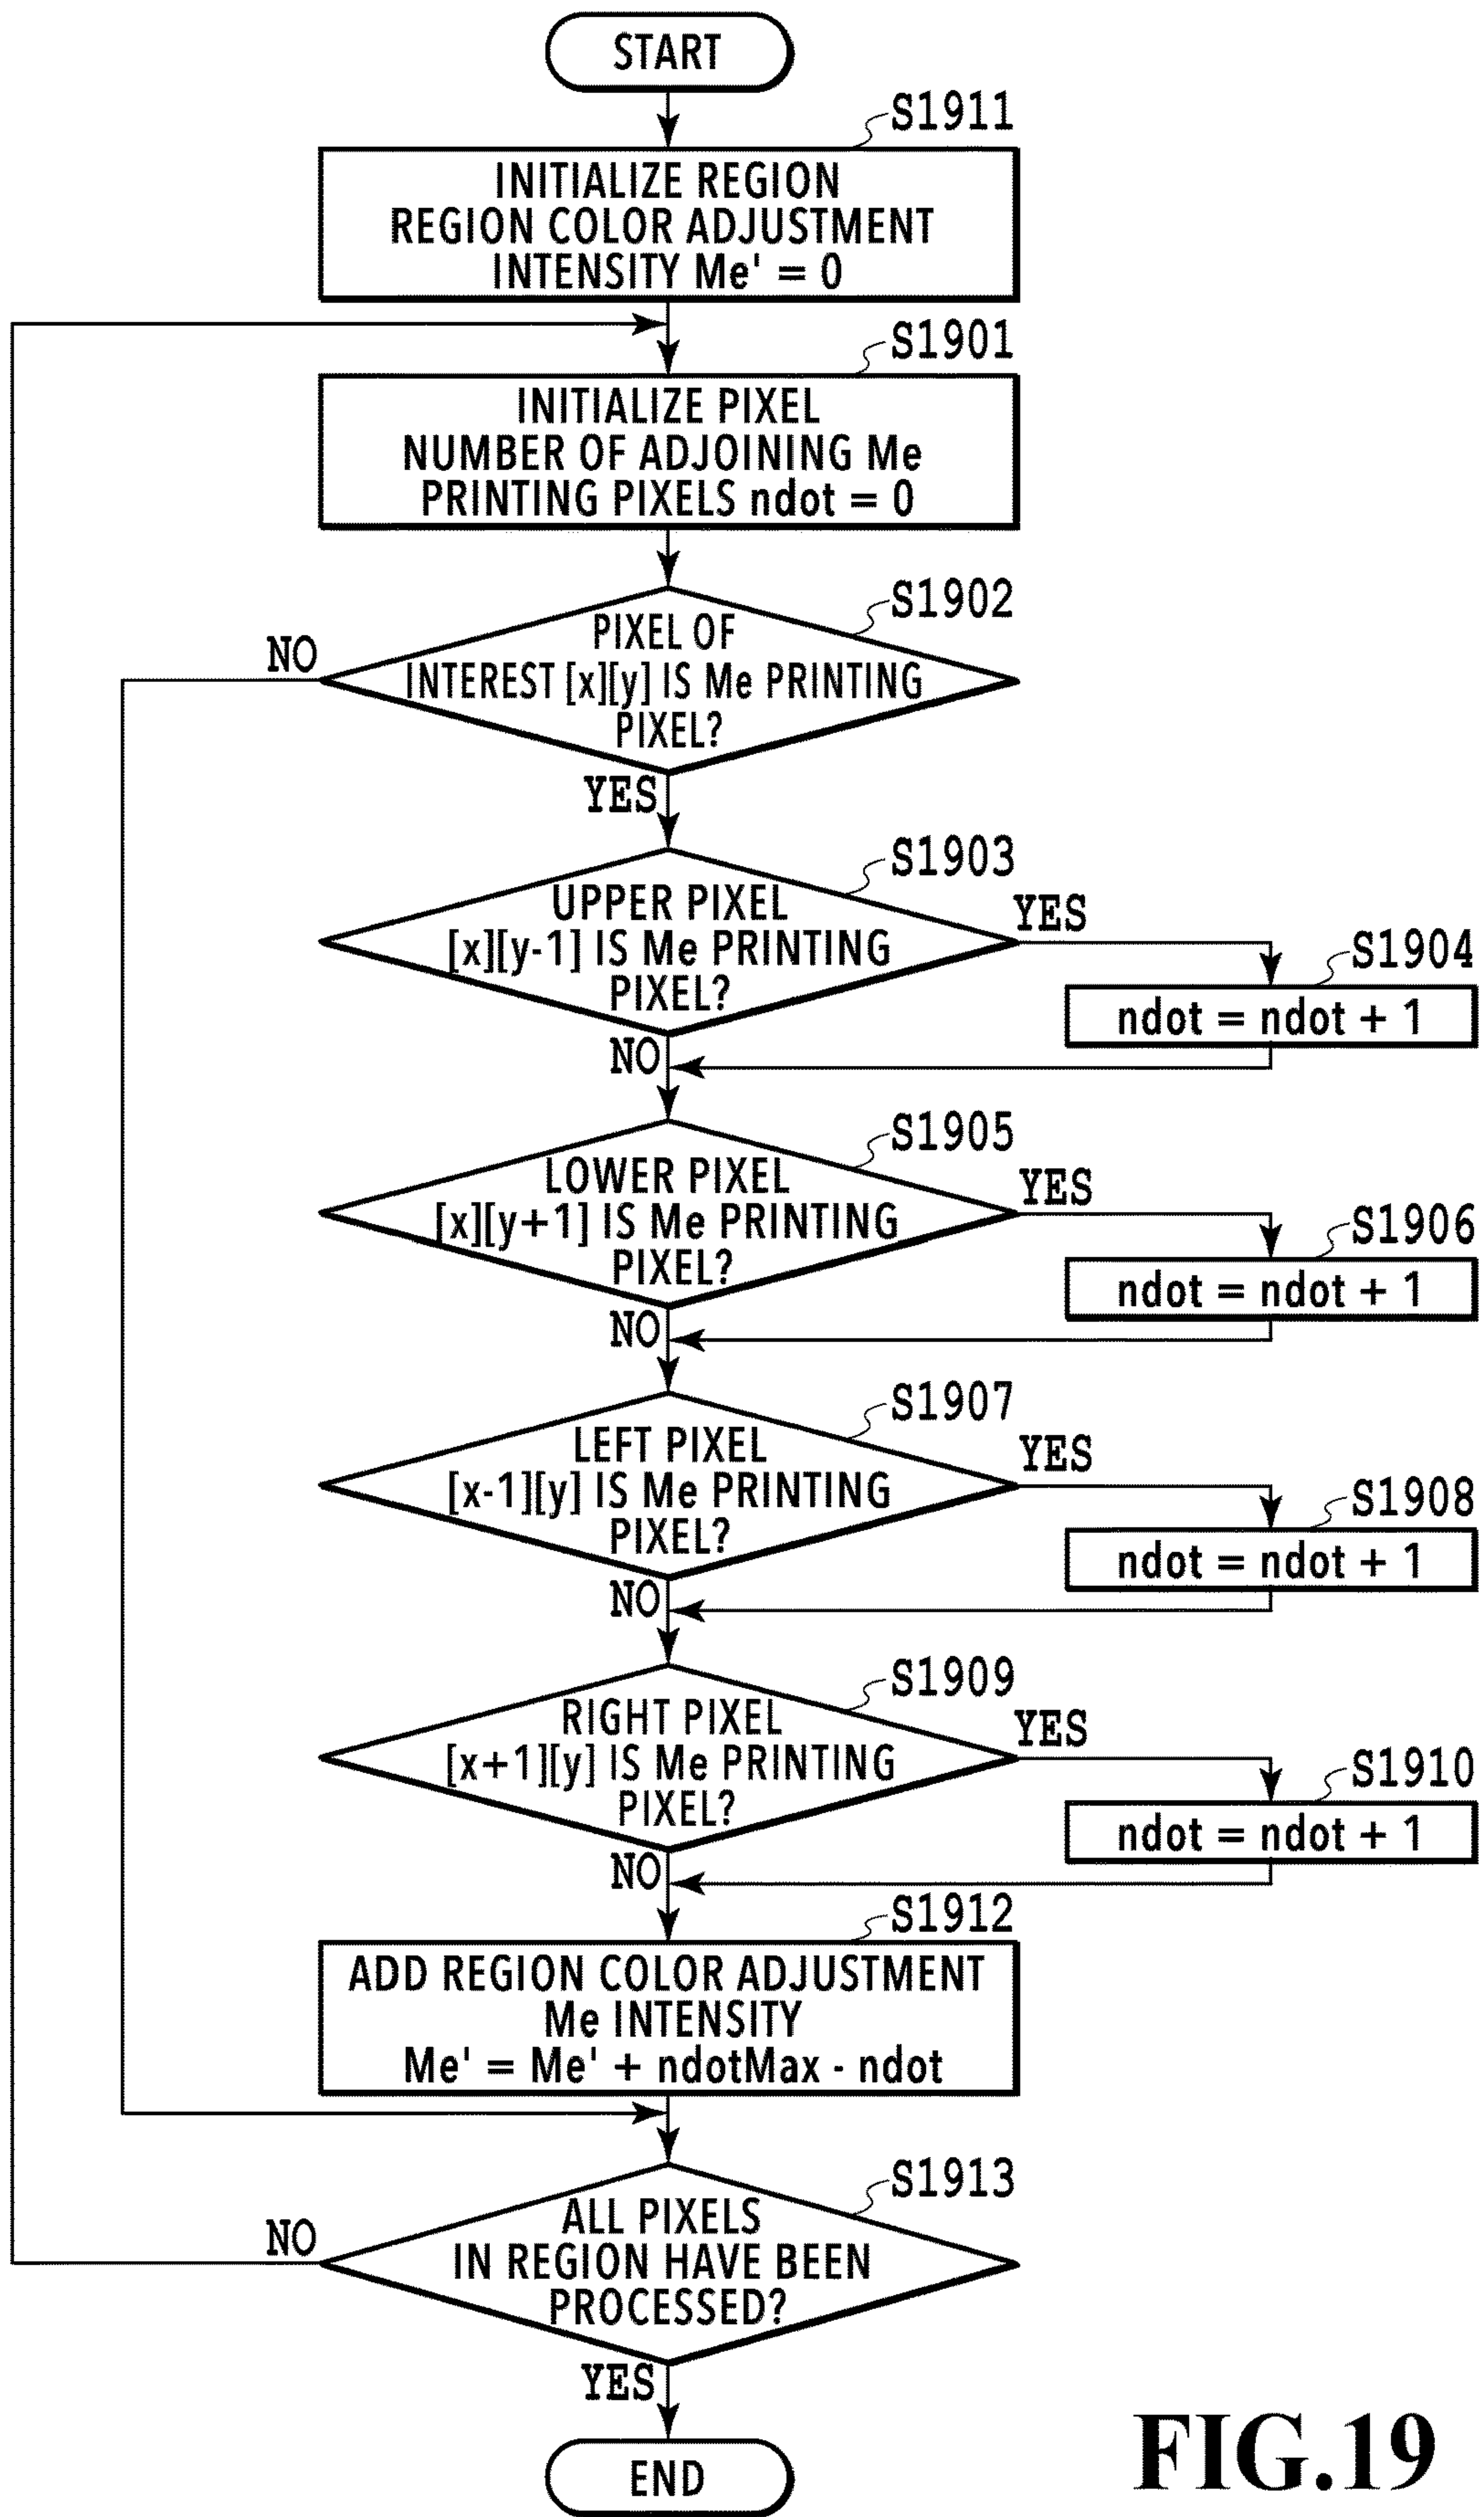 START
S1911
INITIALIZE REGION
REGION COLOR ADJUSTMENT
INTENSITY Me' = 0
S1901
INITIALIZE PIXEL
NUMBER OF ADJOINING Me
PRINTING PIXELS ndot = 0
S1902
PIXEL OF
INTEREST [x][y] IS Me PRINTING
PIXEL?
NO
YES
S1903
UPPER PIXEL
[x][y-1] IS Me PRINTING
PIXEL?
YES
S1904
ndot = ndot + 1
NO
S1905
LOWER PIXEL
[x][y+1] IS Me PRINTING
PIXEL?
YES
S1906
ndot = ndot + 1
NO
S1907
LEFT PIXEL
[x-1][y] IS Me PRINTING
PIXEL?
YES
S1908
ndot = ndot + 1
NO
S1909
RIGHT PIXEL
[x+1][y] IS Me PRINTING
PIXEL?
YES
S1910
ndot = ndot + 1
NO
S1912
ADD REGION COLOR ADJUSTMENT
Me INTENSITY
Me' = Me' + ndotMax - ndot
S1913
ALL PIXELS
IN REGION HAVE BEEN
PROCESSED?
NO
YES
END
FIG.19